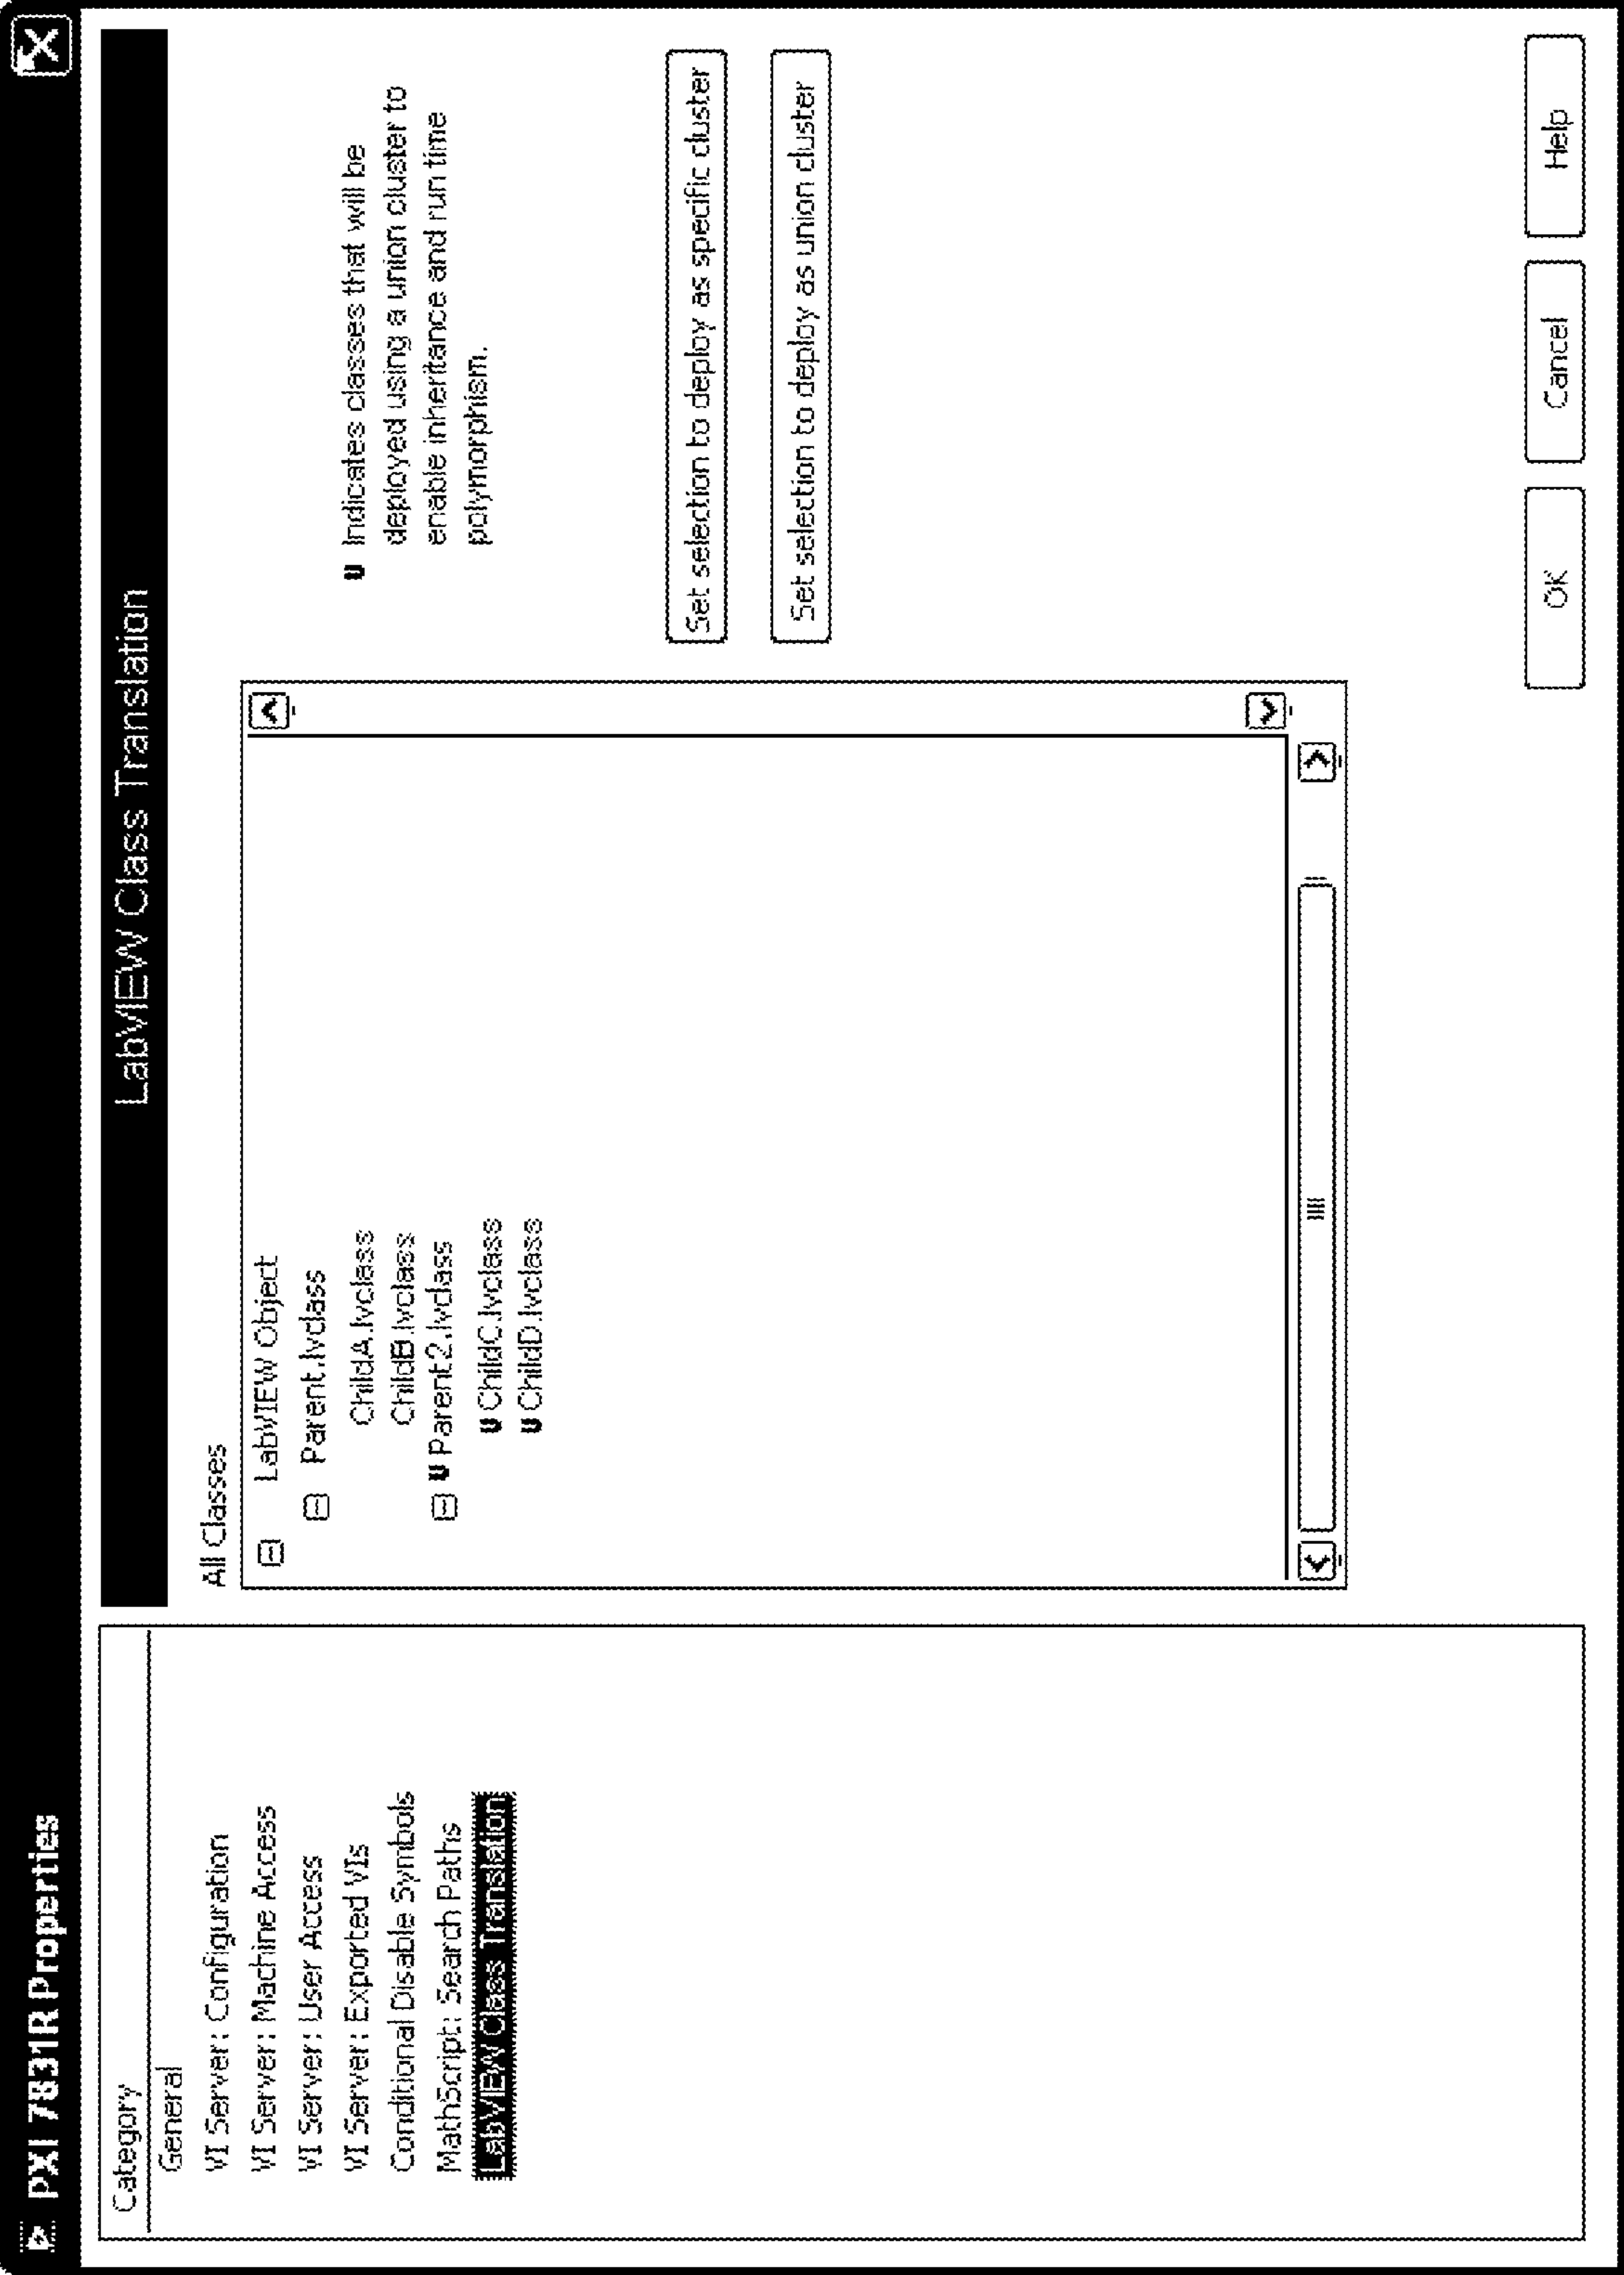 PXI 7831R Properties
Category
General
VI Server: Configuration
VI Server: Machine Access
VI Server: User Access
VI Server: Exported VIs
Conditional Disable Symbols
MathScript: Search Paths
LabVIEW Class Translation
LabVIEW Class Translation
All Classes
LabVIEW Object
Parent.lvclass
ChildA.lvclass
ChildB.lvclass
U Parent2.lvclass
U ChildC.lvclass
U ChildD.lvclass
U Indicates classes that will be
deployed using a union cluster to
enable inheritance and run time
polymorphism.
Set selection to deploy as specific cluster
Set selection to deploy as union cluster
OK
Cancel
Help